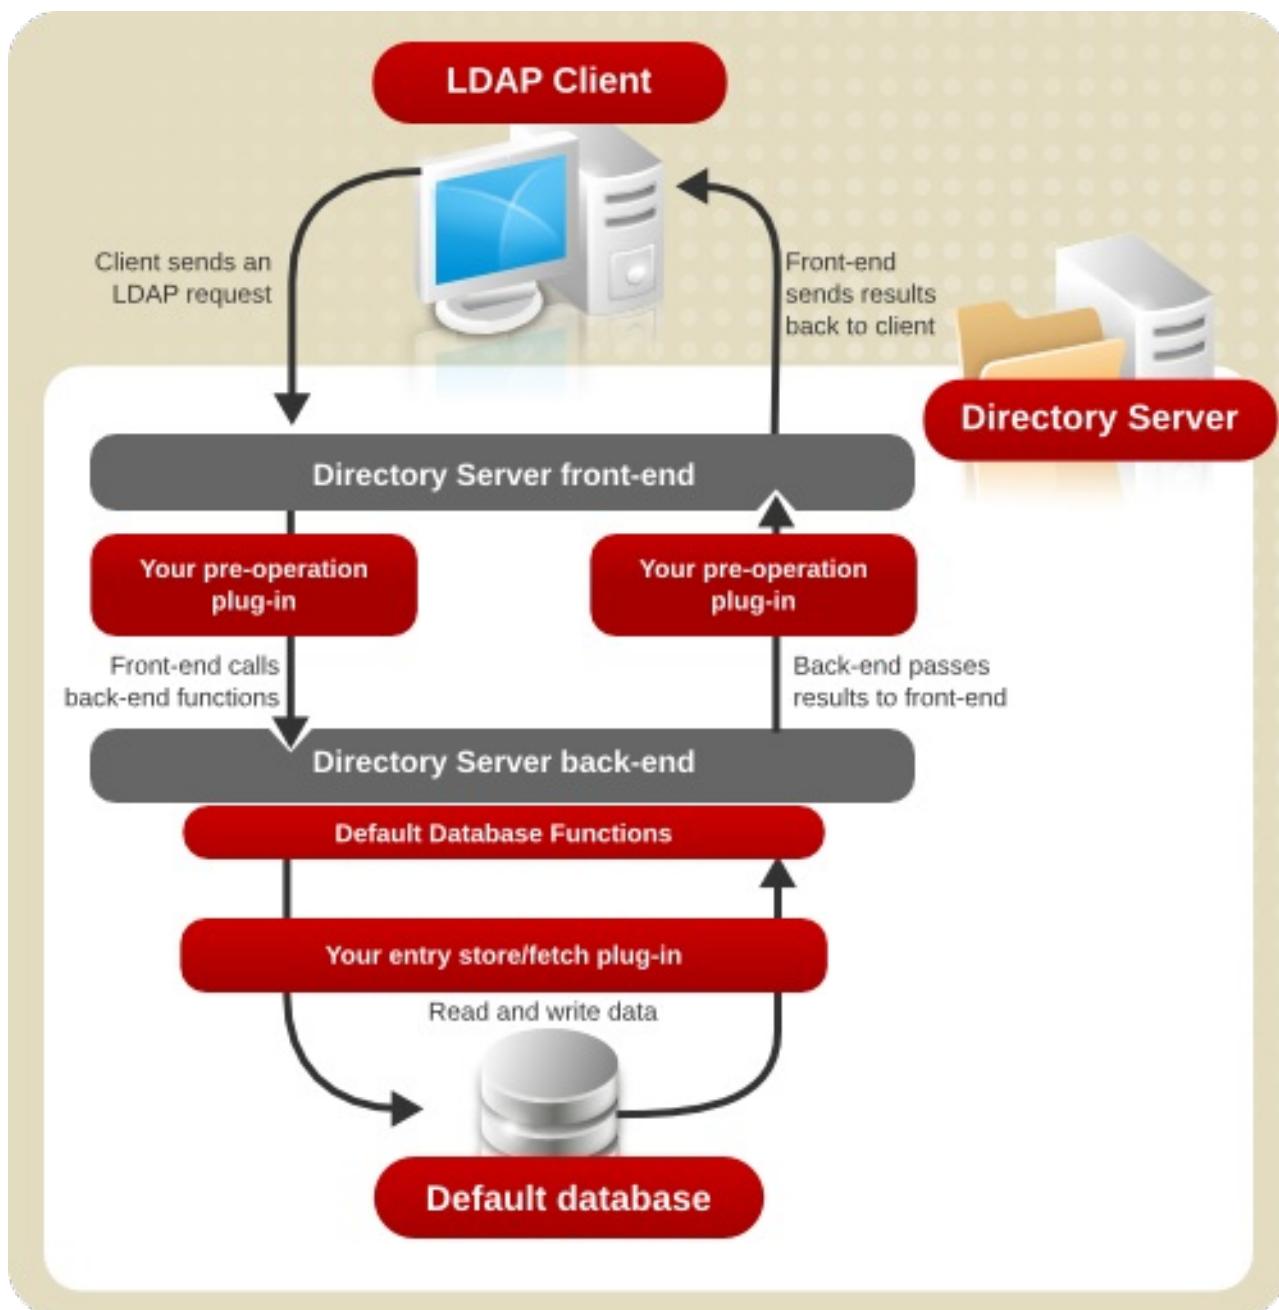 LDAP Client
Client sends an
LDAP request
Front-end
sends results
back to client
Directory Server
Directory Server front-end
Your pre-operation
plug-in
Your pre-operation
plug-in
Front-end calls
back-end functions
Back-end passes
results to front-end
Directory Server back-end
Default Database Functions
Your entry store/fetch plug-in
Read and write data
Default database